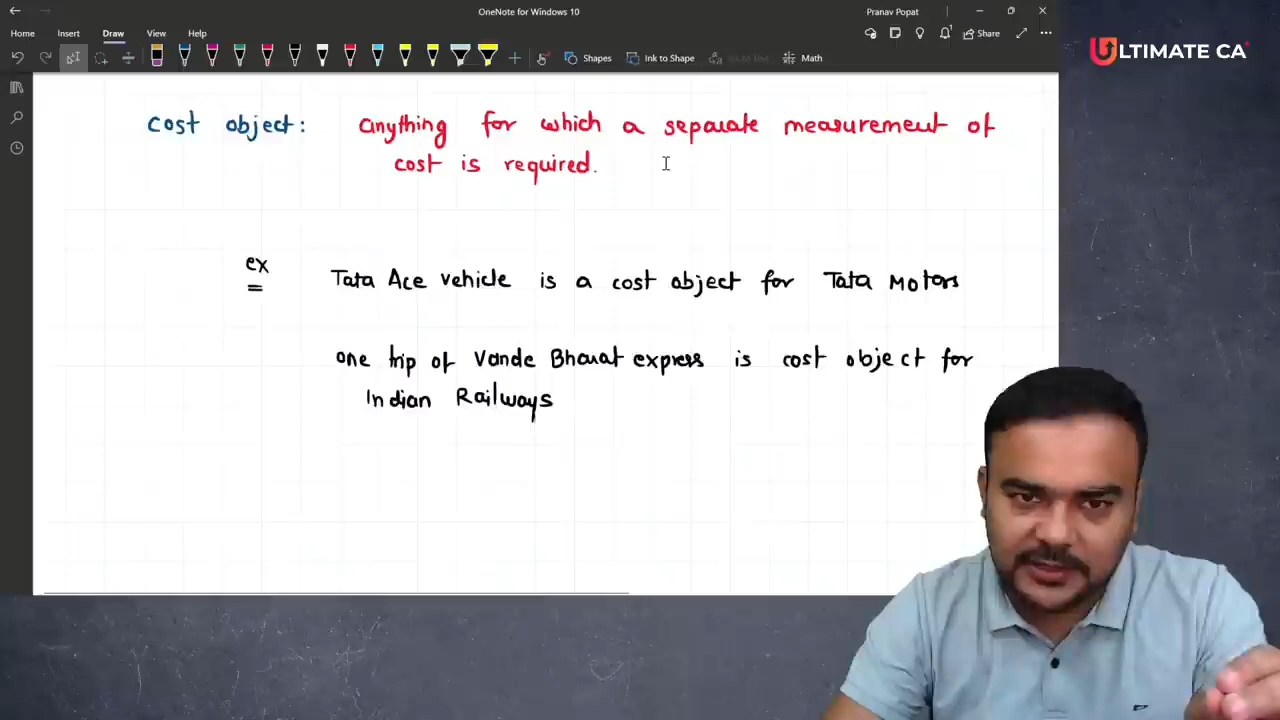 OneNote for Windows 10
Pranav Popat
Home Insert Draw View Help
Share
Shapes Ink to Shape Math
ULTIMATE CA
cost object: anything for which a separate measurement of
cost is required.
ex
Tata Ace vehicle is a cost object for Tata Motors
one trip of Vande Bharat express is cost object for
Indian Railways